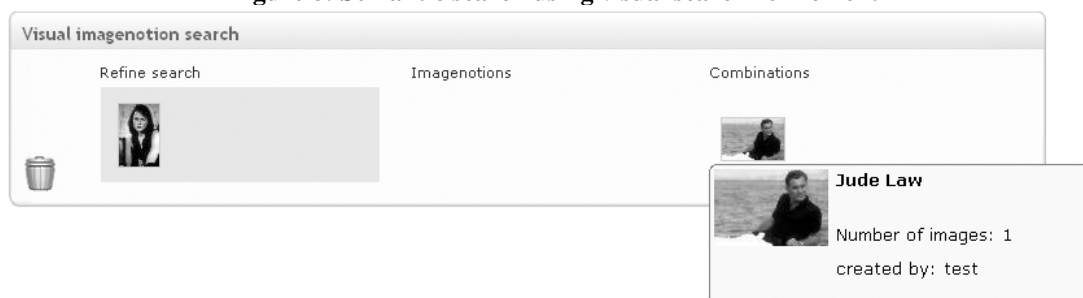 Visual imagenotion search
Refine search
Imagenotions
Combinations
Jude Law
Number of images: 1
created by: test